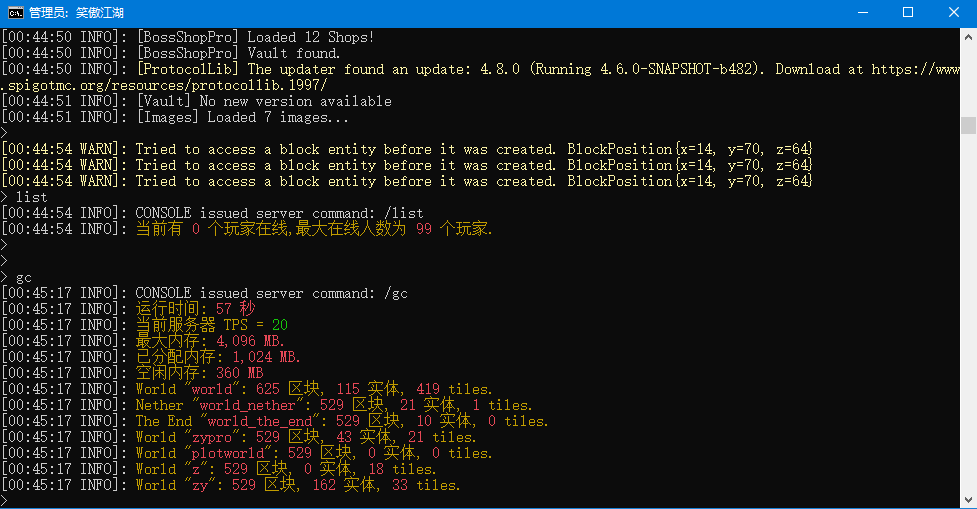 管理员: 笑傲江湖
[00:44:50 INFO]: [BossShopPro] Loaded 12 Shops!
[00:44:50 INFO]: [BossShopPro] Vault found.
[00:44:50 INFO]: [ProtocolLib] The updater found an update: 4.8.0 (Running 4.6.0-SNAPSHOT-b482). Download at https://www
.spigotmc.org/resources/protocollib.1997/
[00:44:51 INFO]: [Vault] No new version available
[00:44:51 INFO]: [Images] Loaded 7 images...
>
[00:44:54 WARN]: Tried to access a block entity before it was created. BlockPosition{x=14, y=70, z=64}
[00:44:54 WARN]: Tried to access a block entity before it was created. BlockPosition{x=14, y=70, z=64}
[00:44:54 WARN]: Tried to access a block entity before it was created. BlockPosition{x=14, y=70, z=64}
> list
[00:44:54 INFO]: CONSOLE issued server command: /list
[00:44:54 INFO]: 当前有 0 个玩家在线,最大在线人数为 99 个玩家.
>
>
> gc
[00:45:17 INFO]: CONSOLE issued server command: /gc
[00:45:17 INFO]: 运行时间: 57 秒
[00:45:17 INFO]: 当前服务器 TPS = 20
[00:45:17 INFO]: 最大内存: 4,096 MB.
[00:45:17 INFO]: 已分配内存: 1,024 MB.
[00:45:17 INFO]: 空闲内存: 360 MB
[00:45:17 INFO]: World "world": 625 区块, 115 实体, 419 tiles.
[00:45:17 INFO]: Nether "world_nether": 529 区块, 21 实体, 1 tiles.
[00:45:17 INFO]: The End "world_the_end": 529 区块, 10 实体, 0 tiles.
[00:45:17 INFO]: World "zypro": 529 区块, 43 实体, 21 tiles.
[00:45:17 INFO]: World "plotworld": 529 区块, 0 实体, 0 tiles.
[00:45:17 INFO]: World "z": 529 区块, 0 实体, 18 tiles.
[00:45:17 INFO]: World "zy": 529 区块, 162 实体, 33 tiles.
>